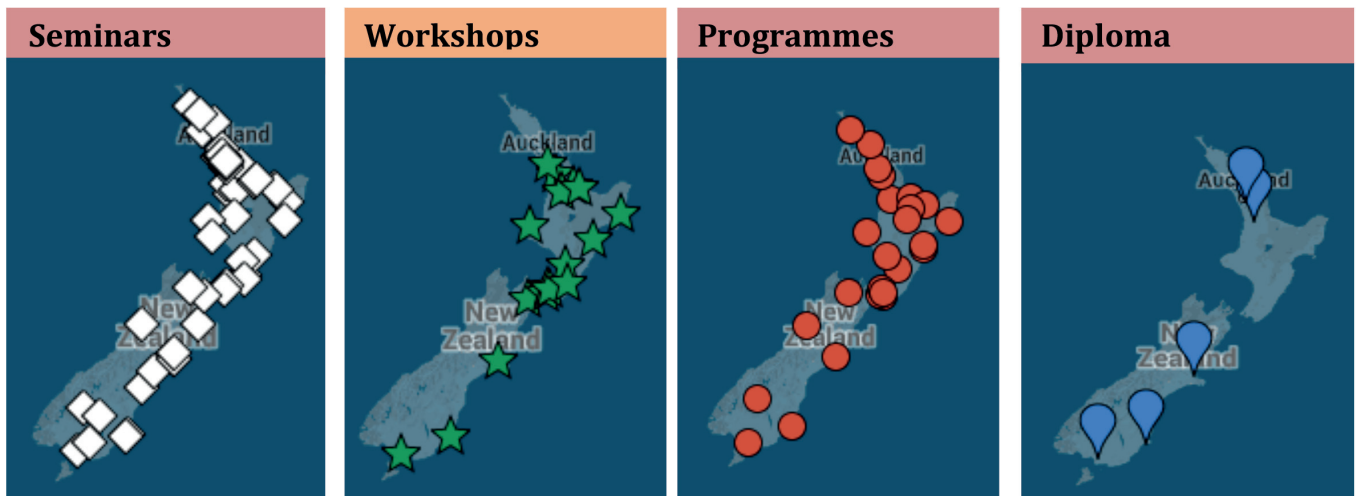 Seminars
Workshops
Programmes
Diploma
Auckland
New
Zealand
Auckland
New
Zealand
Auckland
New
Zealand
Auckland
New
Zealand